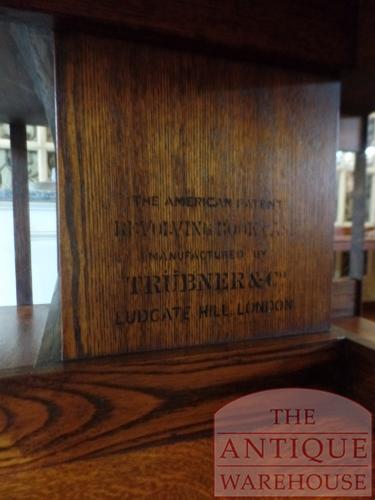 THE AMERICAN PATENT
REVOLVING BOOKCASE
MANUFACTURED BY
TRÜBNER & Co
LUDGATE HILL, LONDON
THE
ANTIQUE
WAREHOUSE